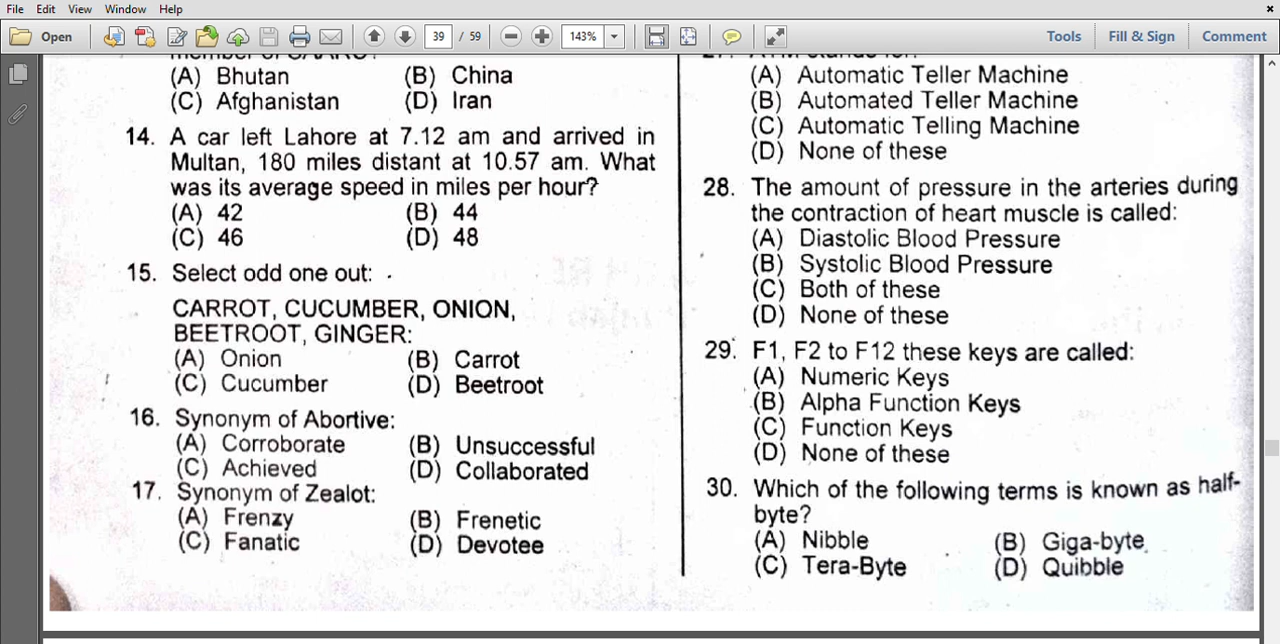 File Edit View Window Help
Open 39 / 59 143% Tools Fill & Sign Comment
(A) Bhutan (B) China
(C) Afghanistan (D) Iran
14. A car left Lahore at 7.12 am and arrived in
Multan, 180 miles distant at 10.57 am. What
was its average speed in miles per hour?
(A) 42 (B) 44
(C) 46 (D) 48
15. Select odd one out:
CARROT, CUCUMBER, ONION,
BEETROOT, GINGER:
(A) Onion (B) Carrot
(C) Cucumber (D) Beetroot
16. Synonym of Abortive:
(A) Corroborate (B) Unsuccessful
(C) Achieved (D) Collaborated
17. Synonym of Zealot:
(A) Frenzy (B) Frenetic
(C) Fanatic (D) Devotee
(A) Automatic Teller Machine
(B) Automated Teller Machine
(C) Automatic Telling Machine
(D) None of these
28. The amount of pressure in the arteries during
the contraction of heart muscle is called:
(A) Diastolic Blood Pressure
(B) Systolic Blood Pressure
(C) Both of these
(D) None of these
29. F1, F2 to F12 these keys are called:
(A) Numeric Keys
(B) Alpha Function Keys
(C) Function Keys
(D) None of these
30. Which of the following terms is known as half-
byte?
(A) Nibble (B) Giga-byte
(C) Tera-Byte (D) Quibble